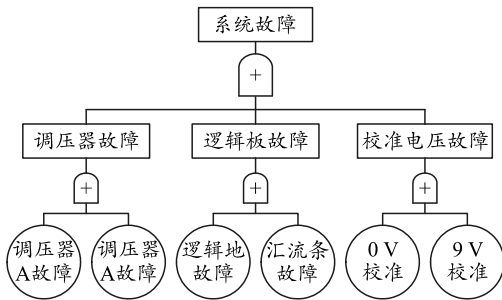 系统故障
+
调压器故障
逻辑板故障
校准电压故障
+
+
+
调压器
A故障
调压器
A故障
逻辑地
故障
汇流条
故障
0 V
校准
9 V
校准